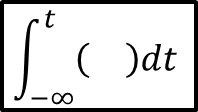 ∫_{-∞}^{t} (   )dt